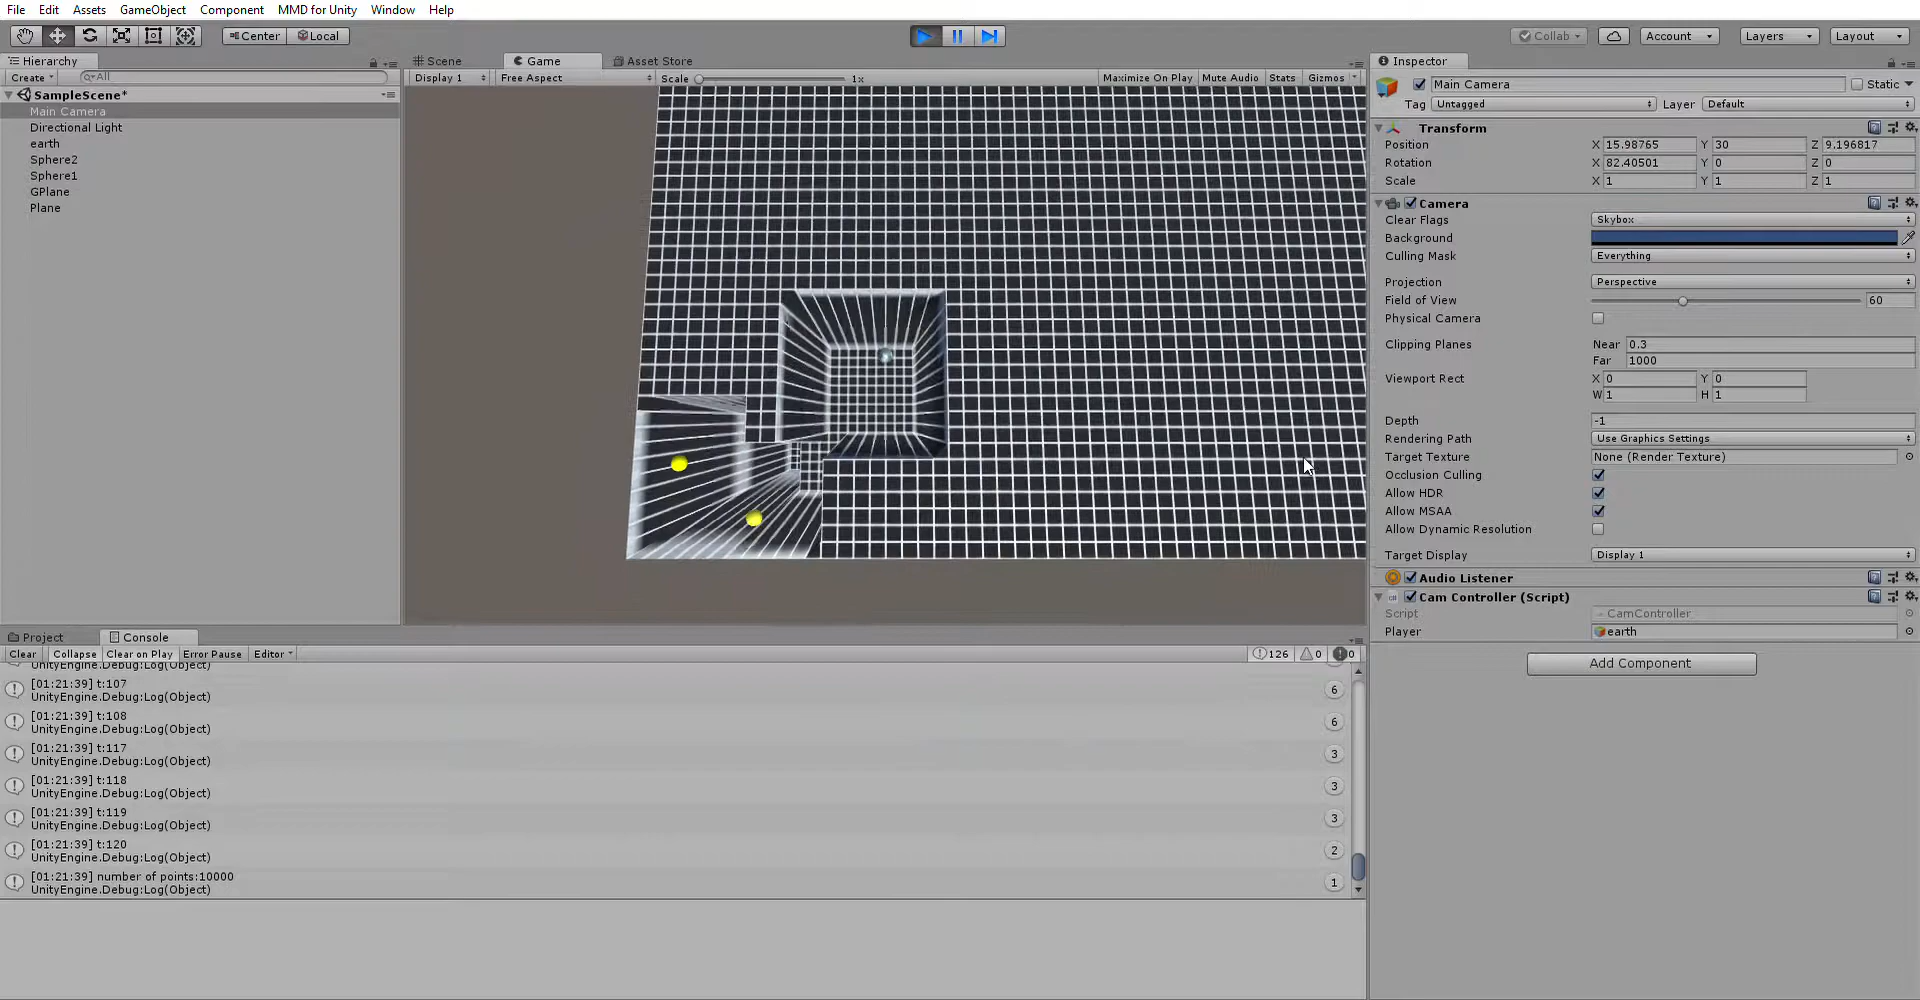 File Edit Assets GameObject Component MMD for Unity Window Help
Center Local Collab Account Layers Layout
Hierarchy
Create All
SampleScene*
Main Camera
Directional Light
earth
Sphere2
Sphere1
GPlane
Plane
Scene Game Asset Store
Display 1 Free Aspect Scale 1x Maximize On Play Mute Audio Stats Gizmos
Inspector
Main Camera Static
Tag Untagged Layer Default
Transform
Position X 15.98765 Y 30 Z 9.196817
Rotation X 82.40501 Y 0 Z 0
Scale X 1 Y 1 Z 1
Camera
Clear Flags Skybox
Background
Culling Mask Everything
Projection Perspective
Field of View 60
Physical Camera
Clipping Planes Near 0.3
Far 1000
Viewport Rect X 0 Y 0
W 1 H 1
Depth -1
Rendering Path Use Graphics Settings
Target Texture None (Render Texture)
Occlusion Culling
Allow HDR
Allow MSAA
Allow Dynamic Resolution
Target Display Display 1
Audio Listener
Cam Controller (Script)
Script CamController
Player earth
Add Component
Project Console
Clear Collapse Clear on Play Error Pause Editor 126 0 0
UnityEngine.Debug:Log(Object)
[01:21:39] t:107 6
UnityEngine.Debug:Log(Object)
[01:21:39] t:108 6
UnityEngine.Debug:Log(Object)
[01:21:39] t:117 3
UnityEngine.Debug:Log(Object)
[01:21:39] t:118 3
UnityEngine.Debug:Log(Object)
[01:21:39] t:119 3
UnityEngine.Debug:Log(Object)
[01:21:39] t:120 2
UnityEngine.Debug:Log(Object)
[01:21:39] number of points:10000 1
UnityEngine.Debug:Log(Object)